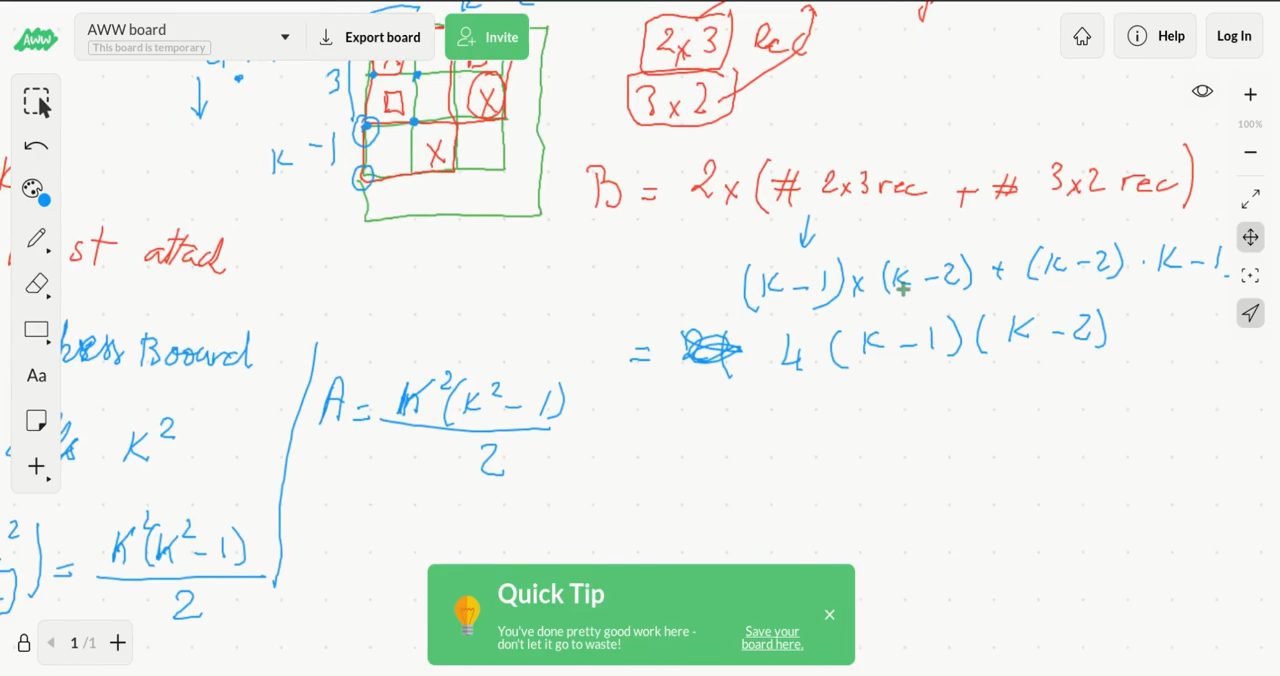 AWW board
This board is temporary
Export board
Invite
Help
Log In
100%
2x3 Rec
3x2
3
K -1
B = 2x (# 2x3 rec + # 3x2 rec)
(K-1)x(K-2) + (K-2) . K-1
= 4 (K-1)(K-2)
st attack
Booard
K²
A = K²(K²-1)
2
= K²(K²-1)
2
X
X
Aa
1/1
Quick Tip
You've done pretty good work here -
don't let it go to waste!
Save your
board here.